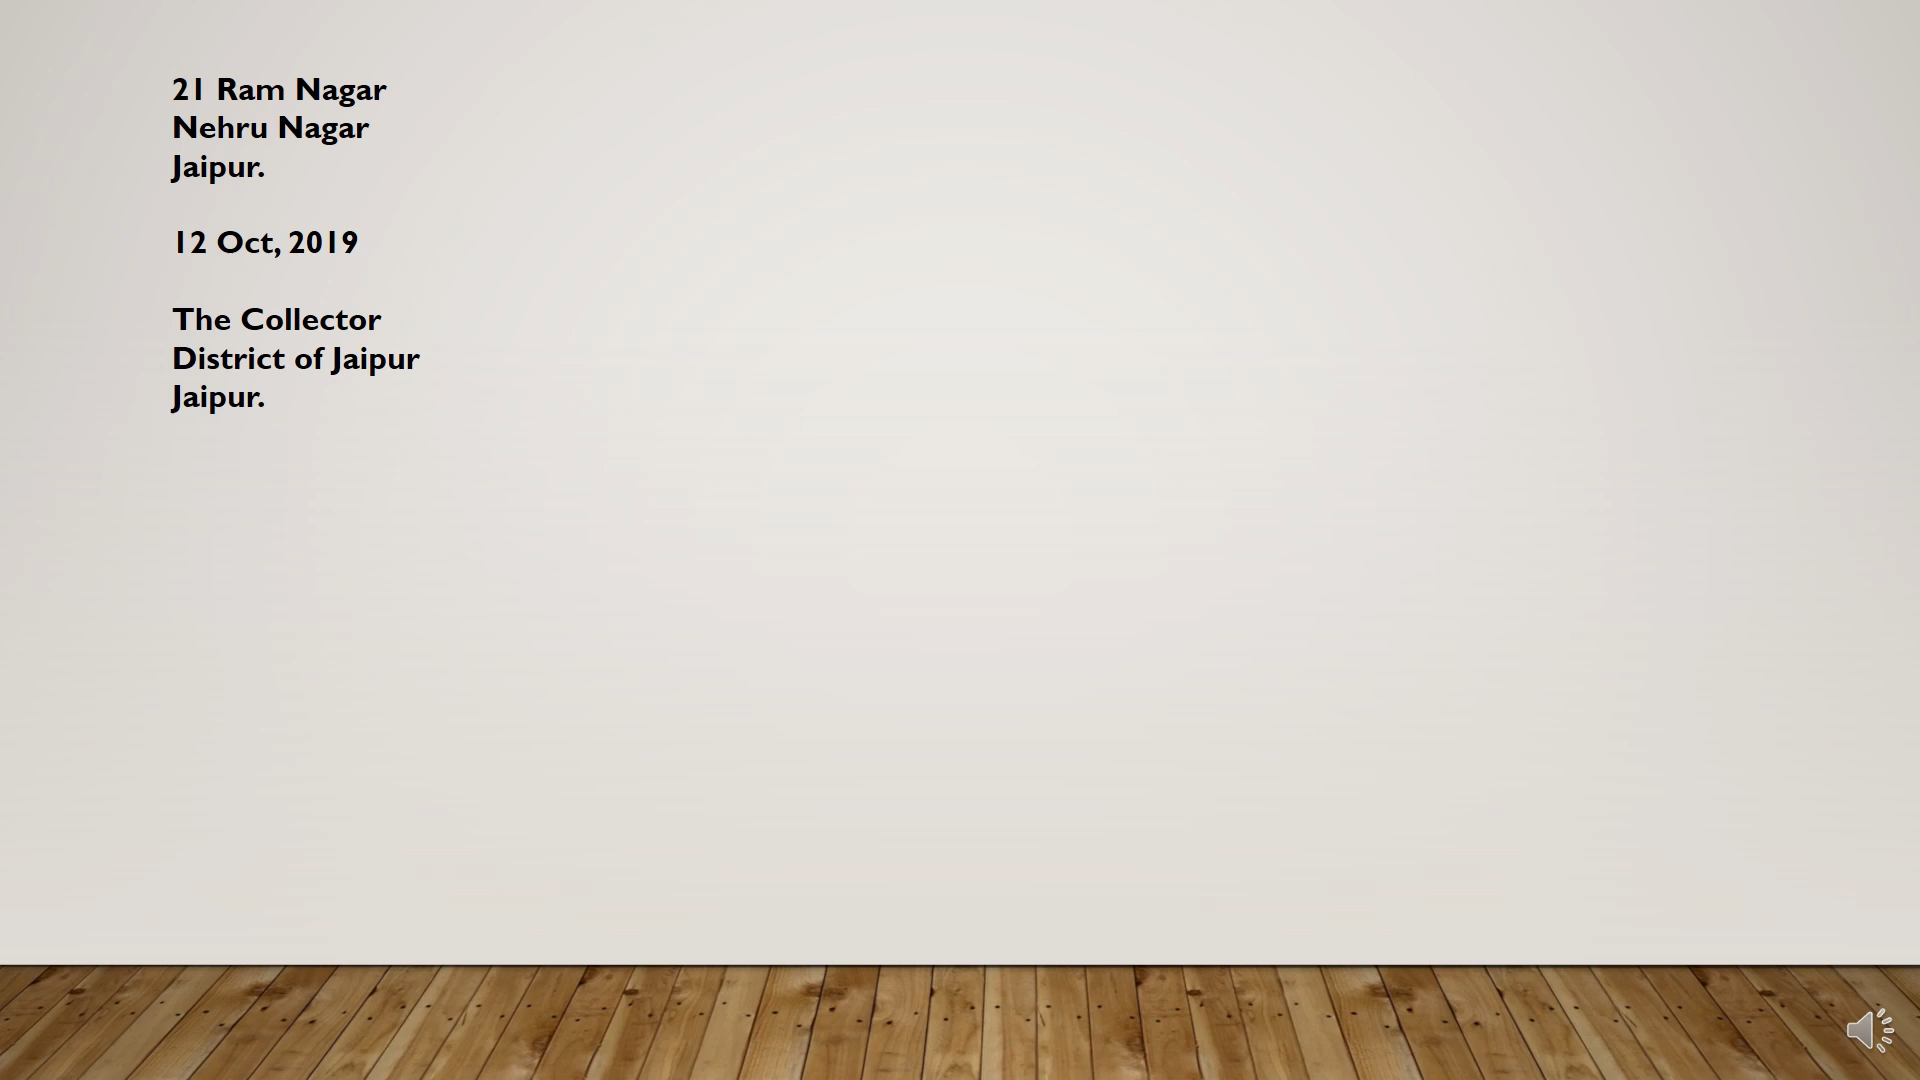 21 Ram Nagar
Nehru Nagar
Jaipur.
12 Oct, 2019
The Collector
District of Jaipur
Jaipur.